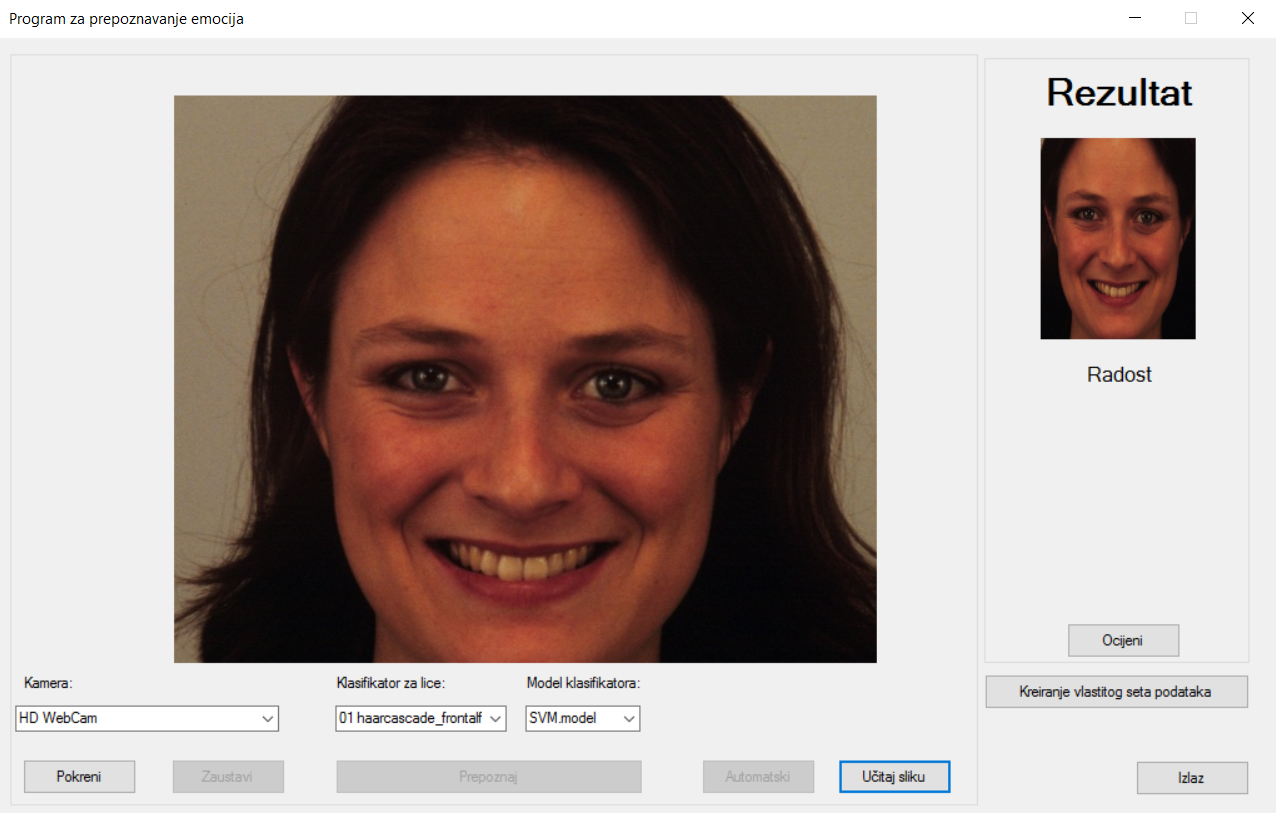 Program za prepoznavanje emocija
Rezultat
Radost
Ocijeni
Kamera:
Klasifikator za lice:
Model klasifikatora:
HD WebCam
01 haarcascade_frontalf
SVM.model
Kreiranje vlastitog seta podataka
Pokreni
Zaustavi
Prepoznaj
Automatski
Učitaj sliku
Izlaz